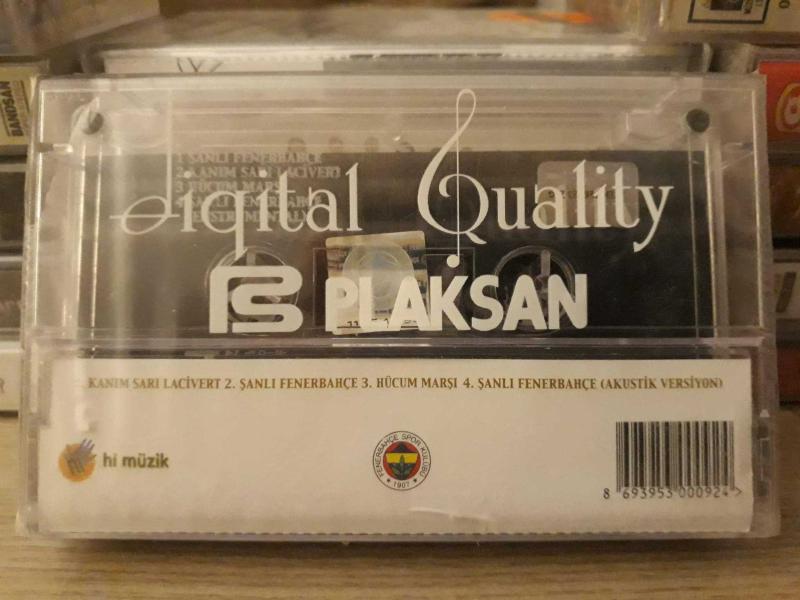 BANDSAN
1 ŞANLI FENERBAHÇE
2. KANIM SARI LACİVERT
3 HÜCUM MARŞI
Digital Quality
PLAKSAN
KANIM SARI LACİVERT 2. ŞANLI FENERBAHÇE 3. HÜCUM MARŞI 4. ŞANLI FENERBAHÇE (AKUSTİK VERSİYON)
hi müzik
FENERBAHÇE SPOR KULÜBÜ
1907
8 693953 000924 >